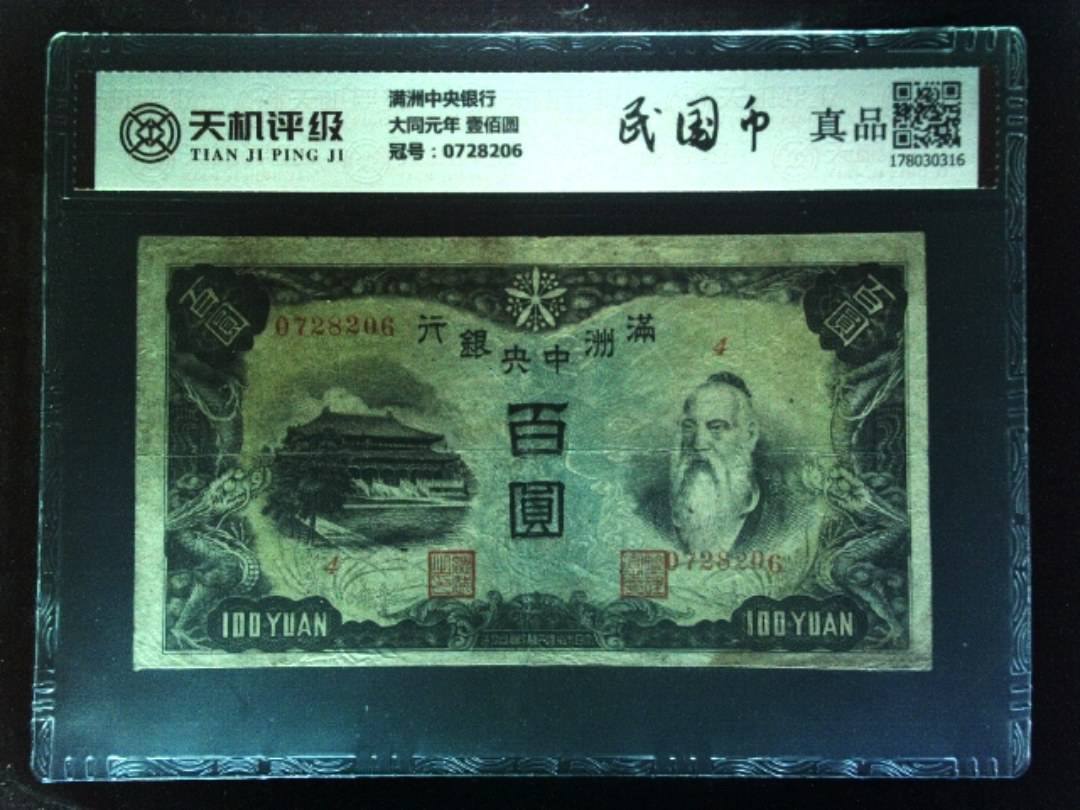 天机评级
TIAN JI PING JI
满洲中央银行
大同元年 壹佰圆
冠号：0728206
民国币
真品
178030316
百圓
百圓
0728206
行銀央中洲滿
4
百
圓
4
0728206
100 YUAN
100 YUAN